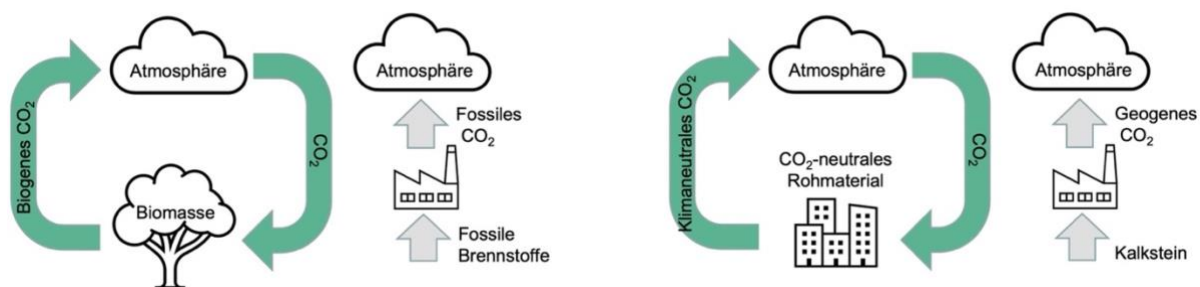 Atmosphäre
Biogenes CO₂
CO₂
Biomasse
Atmosphäre
Fossiles
CO₂
Fossile
Brennstoffe
Atmosphäre
Klimaneutrales CO₂
CO₂
CO₂-neutrales
Rohmaterial
Atmosphäre
Geogenes
CO₂
Kalkstein